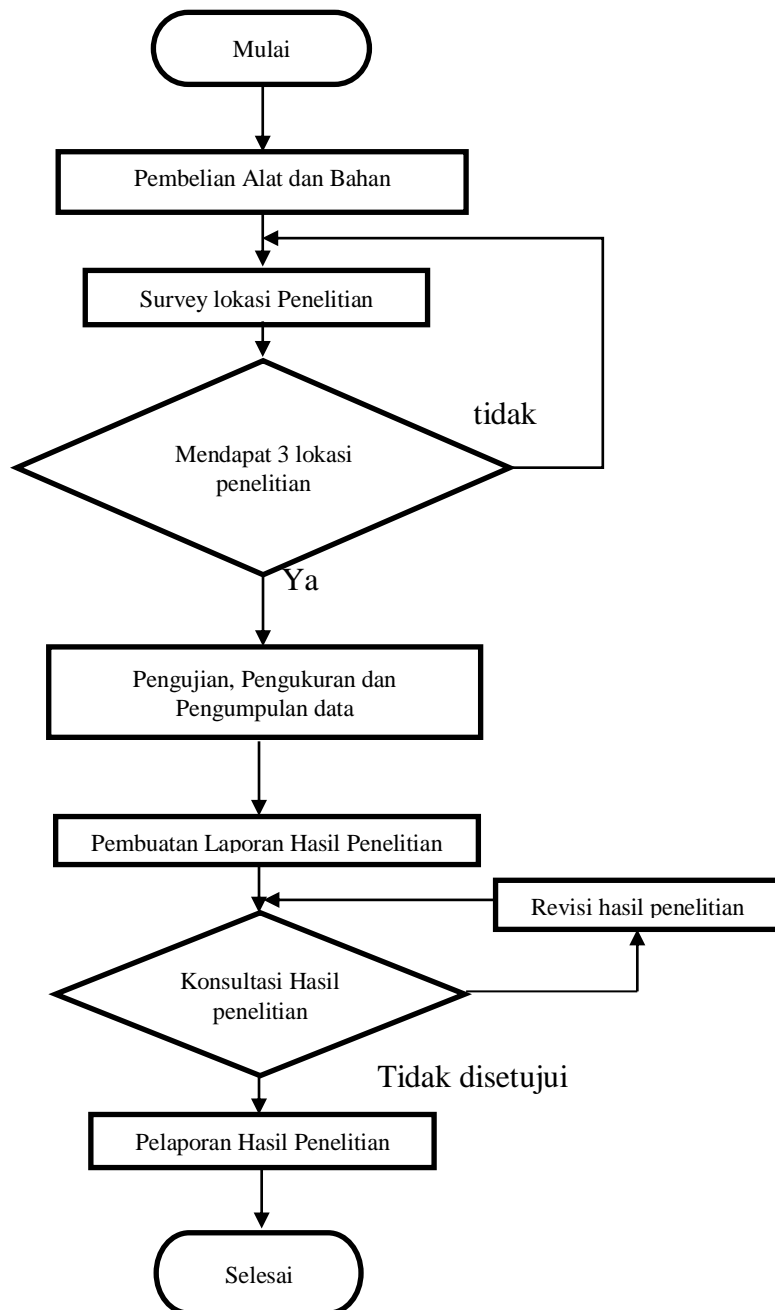 Mulai
Pembelian Alat dan Bahan
Survey lokasi Penelitian
tidak
Mendapat 3 lokasi
penelitian
Ya
Pengujian, Pengukuran dan
Pengumpulan data
Pembuatan Laporan Hasil Penelitian
Revisi hasil penelitian
Konsultasi Hasil
penelitian
Tidak disetujui
Pelaporan Hasil Penelitian
Selesai